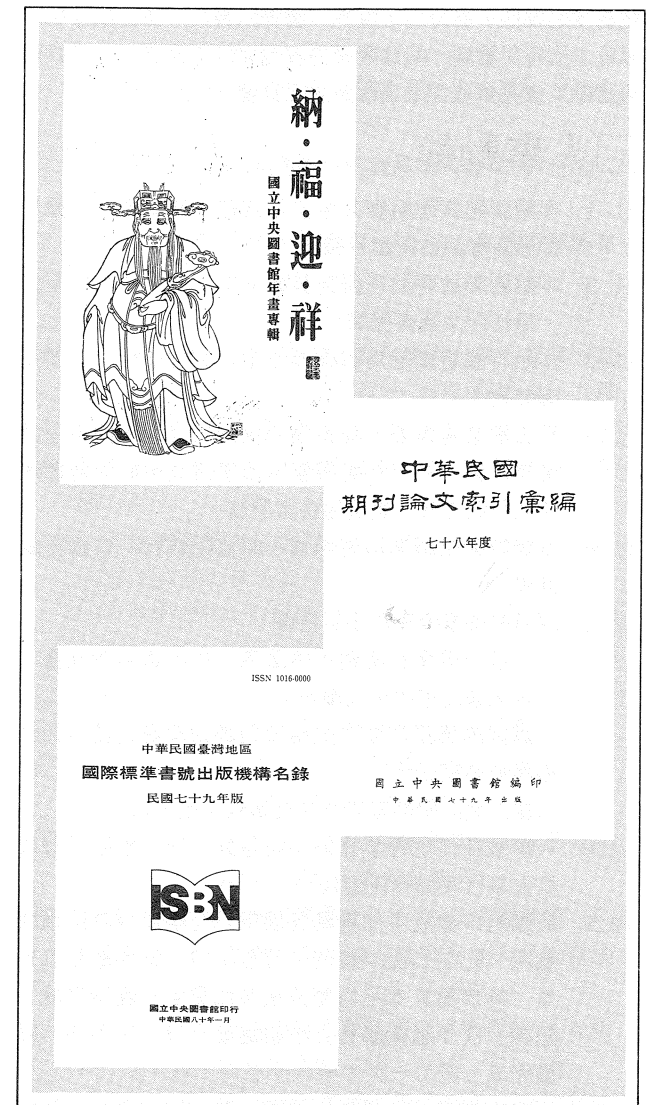 納・福・迎・祥
國立中央圖書館年畫專輯
中華民國
期刊論文索引彙編
七十八年度
國立中央圖書館編印
中華民國七十九年出版
ISSN 1016-0000
中華民國臺灣地區
國際標準書號出版機構名錄
民國七十九年版
ISBN
國立中央圖書館印行
中華民國八十年一月